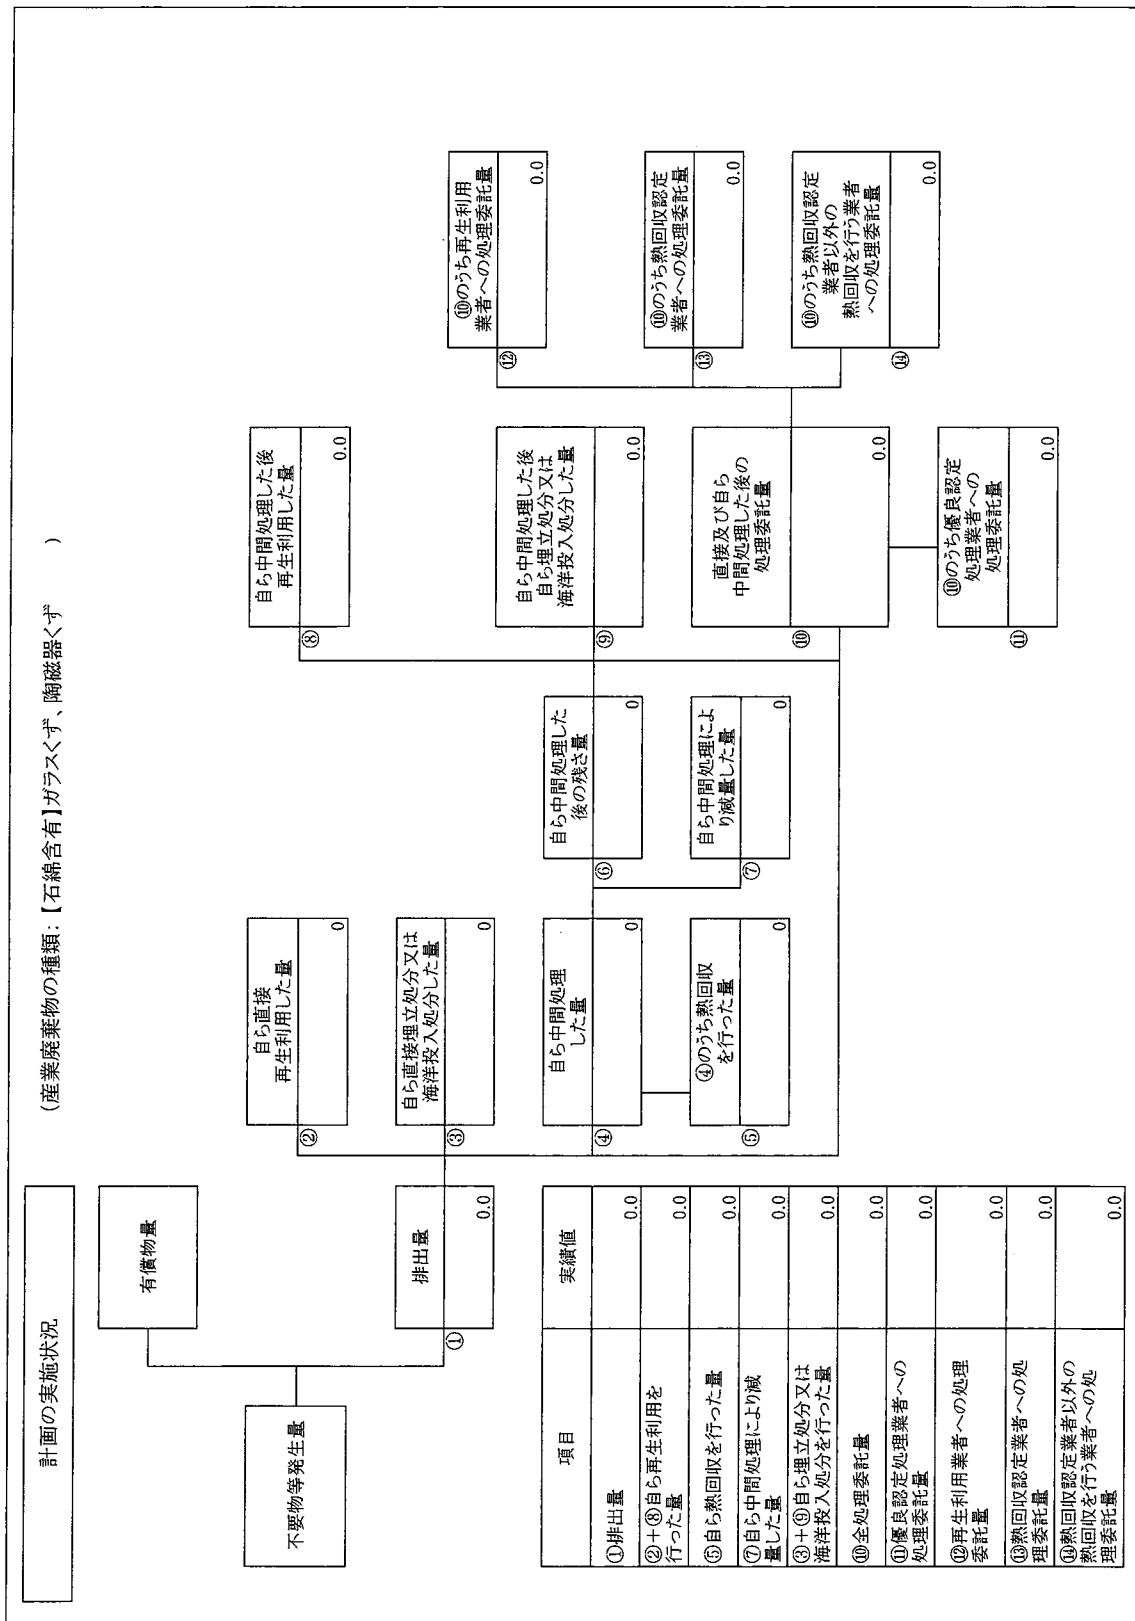 計画の実施状況
(産業廃棄物の種類:【石綿含有】ガラスくず、陶磁器くず
)
不要物等発生量
有償物量
①
排出量
0.0
②
自ら直接
再生利用した量
0
③
自ら直接埋立処分又は
海洋投入処分した量
0
④
自ら中間処理
した量
0
⑤
④のうち熱回収
を行った量
0
⑥
自ら中間処理した
後の残さ量
0
⑦
自ら中間処理によ
り減量した量
0
⑧
自ら中間処理した後
再生利用した量
0.0
⑨
自ら中間処理した後
自ら埋立処分又は
海洋投入処分した量
0.0
⑩
直接及び自ら
中間処理した後の
処理委託量
0.0
⑪
⑩のうち優良認定
処理業者への
処理委託量
0.0
⑫
⑩のうち再生利用
業者への処理委託量
0.0
⑬
⑩のうち熱回収認定
業者への処理委託量
0.0
⑭
⑩のうち熱回収認定
業者以外の
熱回収を行う業者
への処理委託量
0.0
項目 実績値
①排出量 0.0
②+⑧自ら再生利用を
行った量 0.0
⑤自ら熱回収を行った量 0.0
⑦自ら中間処理により減
量した量 0.0
③+⑨自ら埋立処分又は
海洋投入処分を行った量 0.0
⑩全処理委託量 0.0
⑪優良認定処理業者への
処理委託量 0.0
⑫再生利用業者への処理
委託量 0.0
⑬熱回収認定業者への処
理委託量 0.0
⑭熱回収認定業者以外の
熱回収を行う業者への処
理委託量 0.0